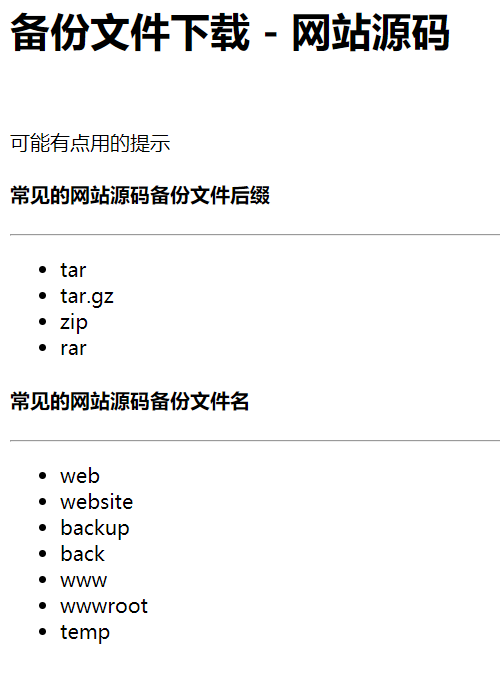 备份文件下载 - 网站源码
可能有点用的提示
常见的网站源码备份文件后缀
tar
tar.gz
zip
rar
常见的网站源码备份文件名
web
website
backup
back
www
wwwroot
temp